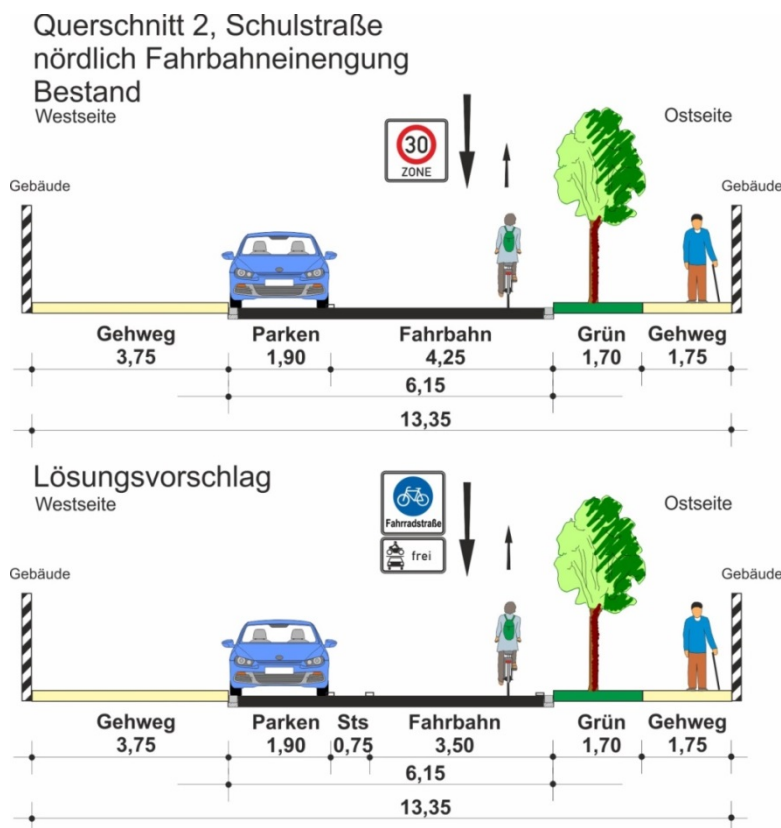 Querschnitt 2, Schulstraße
nördlich Fahrbahneinengung
Bestand
Westseite
Ostseite
30
ZONE
Gebäude
Gebäude
Gehweg Parken Fahrbahn Grün Gehweg
3,75 1,90 4,25 1,70 1,75
6,15
13,35
Lösungsvorschlag
Westseite
Ostseite
Fahrradstraße
frei
Gebäude
Gebäude
Gehweg Parken Sts Fahrbahn Grün Gehweg
3,75 1,90 0,75 3,50 1,70 1,75
6,15
13,35